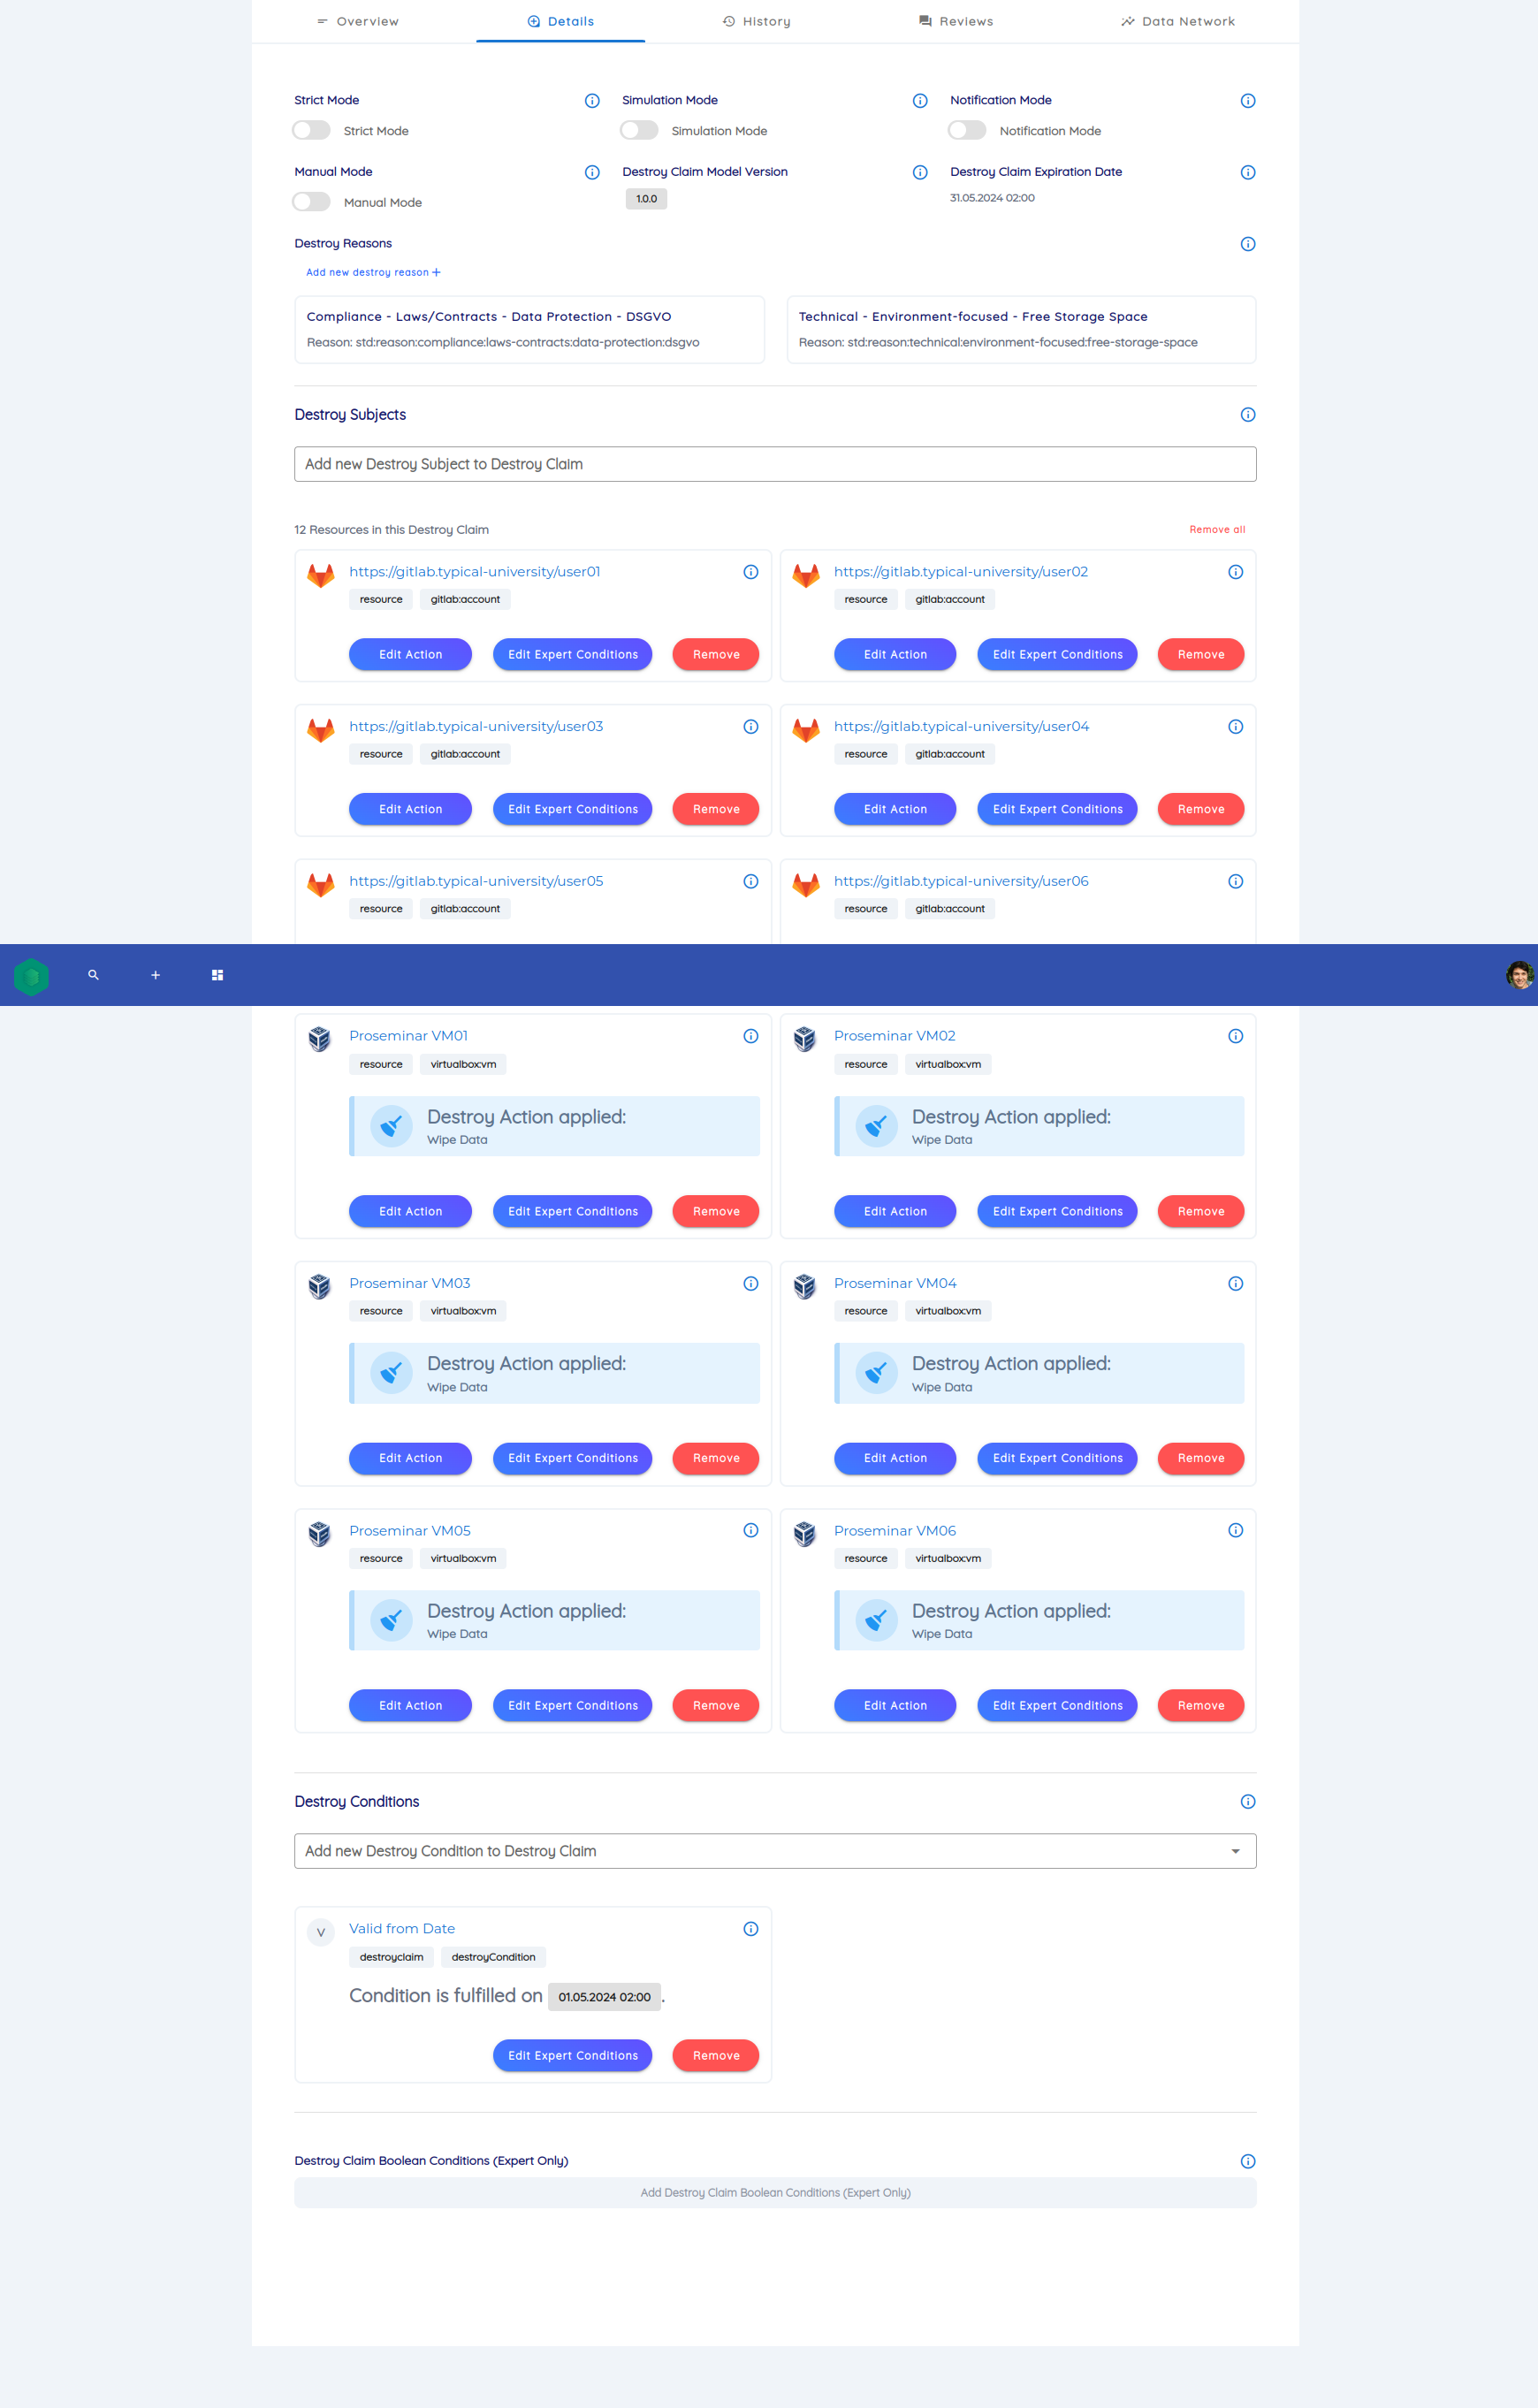 Overview
Details
History
Reviews
Data Network
Strict Mode
Simulation Mode
Notification Mode
Strict Mode
Simulation Mode
Notification Mode
Manual Mode
Destroy Claim Model Version
Destroy Claim Expiration Date
Manual Mode
1.0.0
31.05.2024 02:00
Destroy Reasons
Add new destroy reason +
Compliance - Laws/Contracts - Data Protection - DSGVO
Reason: std:reason:compliance:laws-contracts:data-protection:dsgvo
Technical - Environment-focused - Free Storage Space
Reason: std:reason:technical:environment-focused:free-storage-space
Destroy Subjects
Add new Destroy Subject to Destroy Claim
12 Resources in this Destroy Claim
Remove all
https://gitlab.typical-university/user01
resource gitlab:account
Edit Action Edit Expert Conditions Remove
https://gitlab.typical-university/user02
resource gitlab:account
Edit Action Edit Expert Conditions Remove
https://gitlab.typical-university/user03
resource gitlab:account
Edit Action Edit Expert Conditions Remove
https://gitlab.typical-university/user04
resource gitlab:account
Edit Action Edit Expert Conditions Remove
https://gitlab.typical-university/user05
resource gitlab:account
https://gitlab.typical-university/user06
resource gitlab:account
Proseminar VM01
resource virtualbox:vm
Destroy Action applied:
Wipe Data
Edit Action Edit Expert Conditions Remove
Proseminar VM02
resource virtualbox:vm
Destroy Action applied:
Wipe Data
Edit Action Edit Expert Conditions Remove
Proseminar VM03
resource virtualbox:vm
Destroy Action applied:
Wipe Data
Edit Action Edit Expert Conditions Remove
Proseminar VM04
resource virtualbox:vm
Destroy Action applied:
Wipe Data
Edit Action Edit Expert Conditions Remove
Proseminar VM05
resource virtualbox:vm
Destroy Action applied:
Wipe Data
Edit Action Edit Expert Conditions Remove
Proseminar VM06
resource virtualbox:vm
Destroy Action applied:
Wipe Data
Edit Action Edit Expert Conditions Remove
Destroy Conditions
Add new Destroy Condition to Destroy Claim
V
Valid from Date
destroyclaim destroyCondition
Condition is fulfilled on 01.05.2024 02:00 .
Edit Expert Conditions Remove
Destroy Claim Boolean Conditions (Expert Only)
Add Destroy Claim Boolean Conditions (Expert Only)